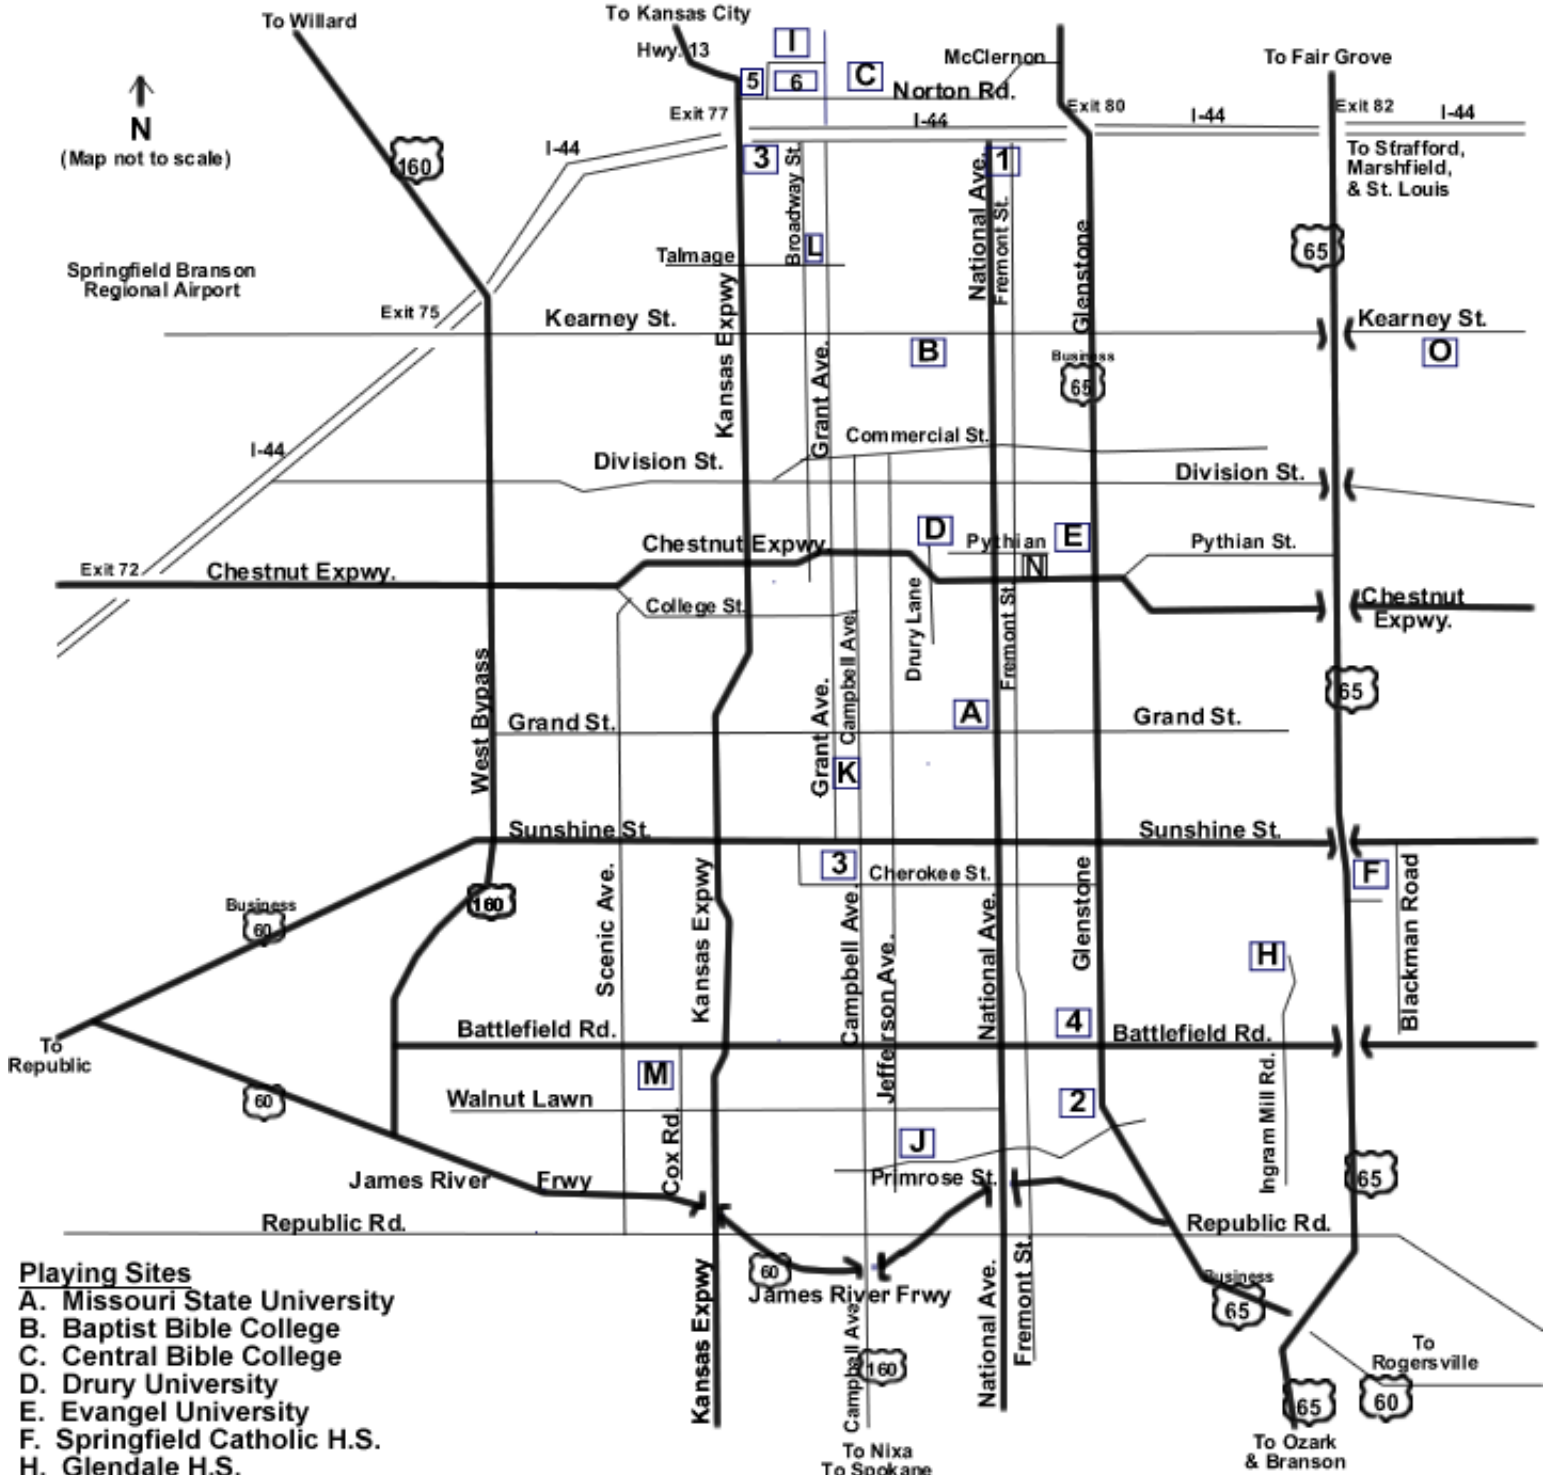 To Willard
To Kansas City
Hwy. 13
I
5
6
C
McClernon
Norton Rd.
To Fair Grove
N
(Map not to scale)
160
Exit 77
I-44
I-44
Exit 80
I-44
Exit 82
I-44
To Strafford,
Marshfield,
& St. Louis
3
Broadway St.
1
National Ave.
Fremont St.
Glenstone
65
Talmage
L
Springfield Branson
Regional Airport
Exit 75
Kearney St.
Kansas Expwy
Grant Ave.
B
Business
65
Kearney St.
O
I-44
Commercial St.
Division St.
Division St.
D
Pythian
E
N
Pythian St.
Chestnut Expwy.
Exit 72
Chestnut Expwy.
College St.
Chestnut
Expwy.
Campbell Ave.
Drury Lane
Fremont St.
West Bypass
Grand St.
Grant Ave.
A
Grand St.
65
K
Sunshine St.
Sunshine St.
3
Cherokee St.
F
Blackman Road
Business
60
160
Scenic Ave.
Kansas Expwy
Campbell Ave.
Jefferson Ave.
National Ave.
Glenstone
H
To
Republic
Battlefield Rd.
4
Battlefield Rd.
60
M
Walnut Lawn
Cox Rd.
2
J
Primrose St.
Ingram Mill Rd.
65
James River Frwy
Republic Rd.
Republic Rd.
60
James River Frwy
Kansas Expwy
Campball Ava.
160
National Ave.
Fremont St.
Business
65
To
Rogersville
60
65
To Ozark
& Branson
To Nixa
To Spokane
Playing Sites
A. Missouri State University
B. Baptist Bible College
C. Central Bible College
D. Drury University
E. Evangel University
F. Springfield Catholic H.S.
H. Glendale H.S.